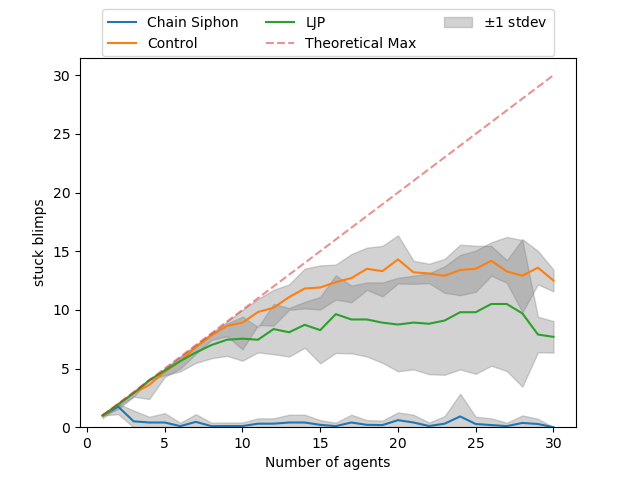 Chain Siphon LJP ±1 stdev
Control Theoretical Max
30
25
20
15
10
5
0
stuck blimps
0 5 10 15 20 25 30
Number of agents